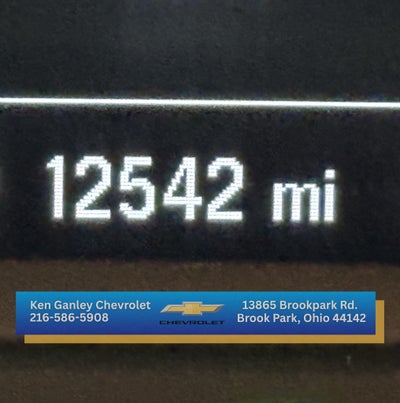 12542 mi
Ken Ganley Chevrolet
216-586-5908
CHEVROLET
13865 Brookpark Rd.
Brook Park, Ohio 44142